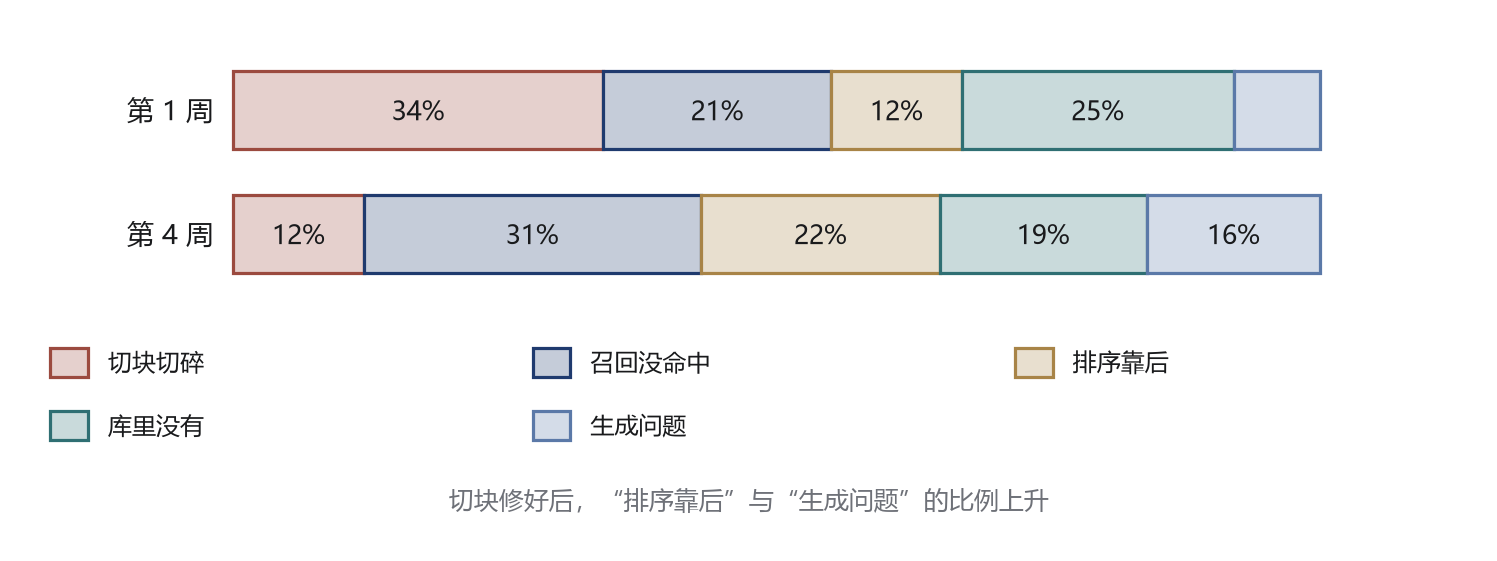 第 1 周 34% 21% 12% 25%
第 4 周 12% 31% 22% 19% 16%
切块切碎 召回没命中 排序靠后
库里没有 生成问题
切块修好后，“排序靠后”与“生成问题”的比例上升